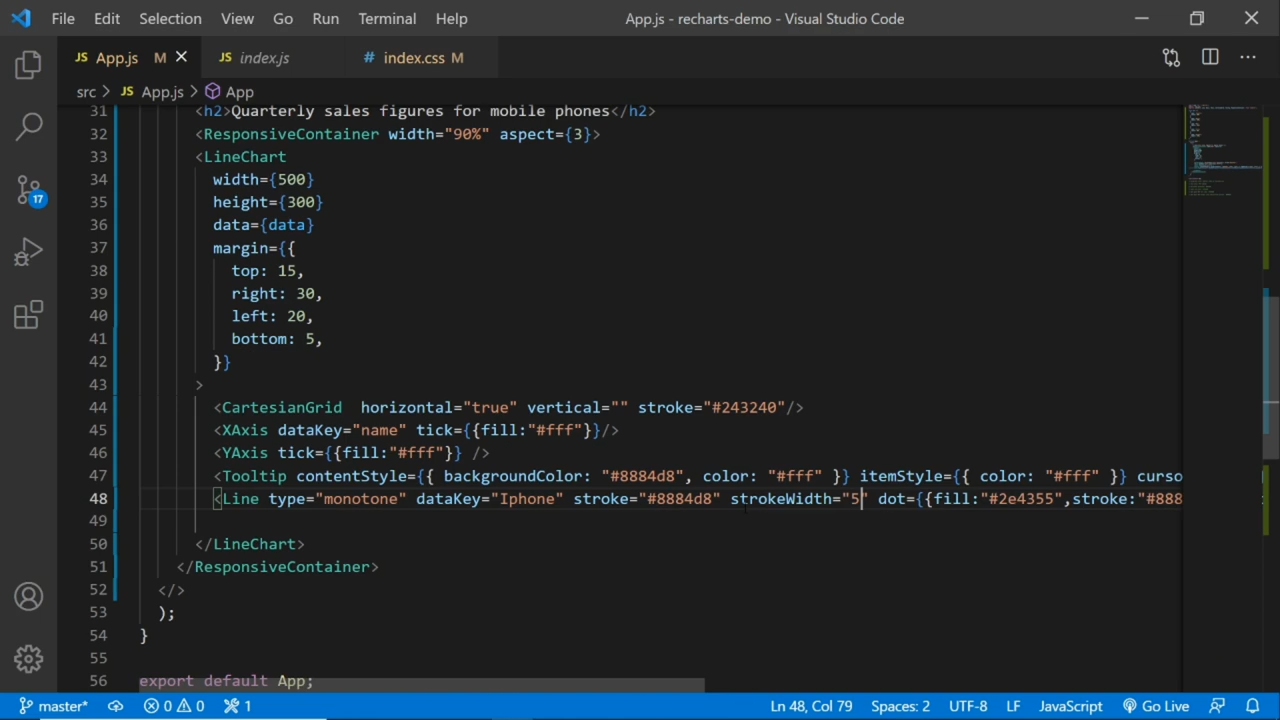 File Edit Selection View Go Run Terminal Help App.js - recharts-demo - Visual Studio Code
JS App.js M JS index.js # index.css M
src > JS App.js > App
31 <h2>Quarterly sales figures for mobile phones</h2>
32 <ResponsiveContainer width="90%" aspect={3}>
33 <LineChart
34 width={500}
35 height={300}
36 data={data}
37 margin={{
38 top: 15,
39 right: 30,
40 left: 20,
41 bottom: 5,
42 }}
43 >
44 <CartesianGrid  horizontal="true" vertical="" stroke="#243240"/>
45 <XAxis dataKey="name" tick={{fill:"#fff"}}/>
46 <YAxis tick={{fill:"#fff"}} />
47 <Tooltip contentStyle={{ backgroundColor: "#8884d8", color: "#fff" }} itemStyle={{ color: "#fff" }} curso
48 <Line type="monotone" dataKey="Iphone" stroke="#8884d8" strokeWidth="5" dot={{fill:"#2e4355",stroke:"#888
49
50 </LineChart>
51 </ResponsiveContainer>
52 </>
53 );
54 }
55
56 export default App;
17
master* 0 0 1 Ln 48, Col 79 Spaces: 2 UTF-8 LF JavaScript Go Live